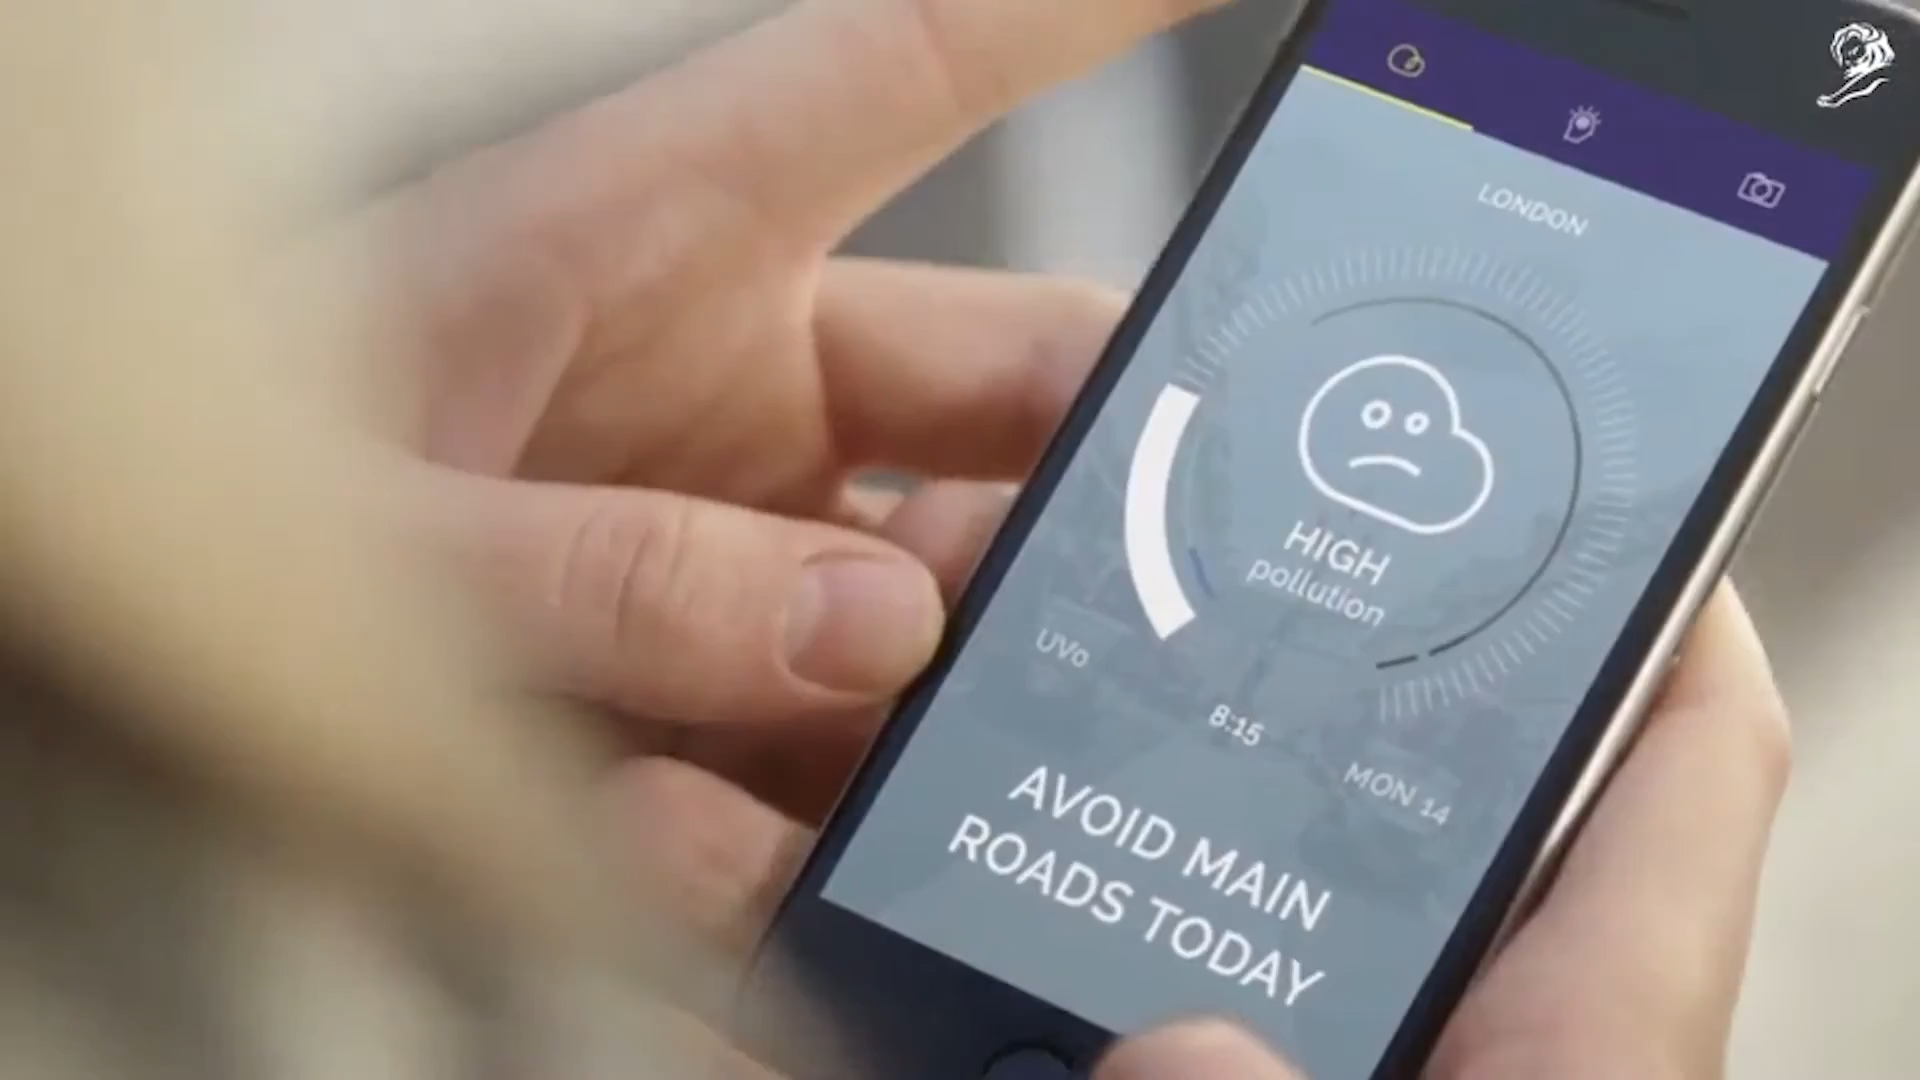 LONDON
HIGH
pollution
UV0
8:15
MON 14
AVOID MAIN
ROADS TODAY